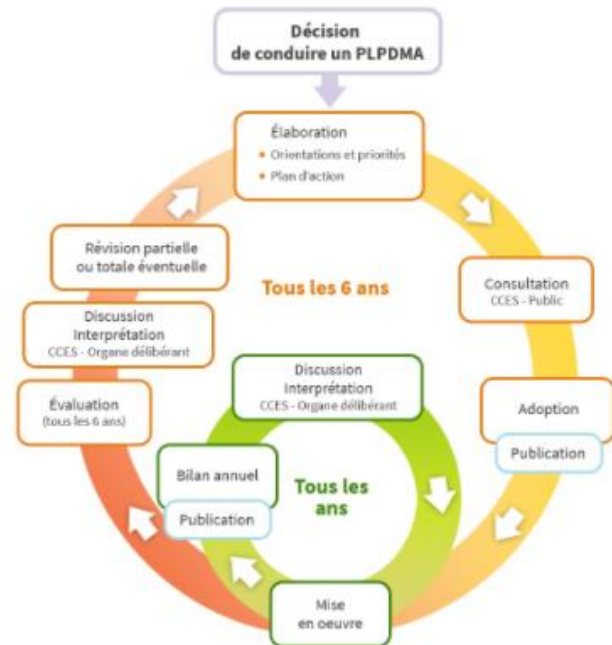 Décision
de conduire un PLPDMA
Élaboration
• Orientations et priorités
• Plan d'action
Révision partielle
ou totale éventuelle
Tous les 6 ans
Consultation
CCES - Public
Discussion
Interprétation
CCES - Organe délibérant
Discussion
Interprétation
CCES - Organe délibérant
Évaluation
(tous les 6 ans)
Adoption
Publication
Bilan annuel
Publication
Tous les
ans
Mise
en oeuvre